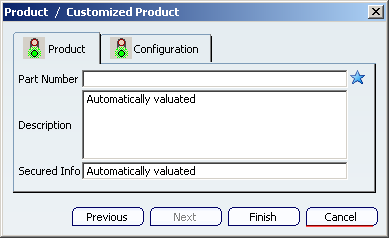 Product / Customized Product
Product
Configuration
Part Number
Description
Automatically valuated
Secured Info
Automatically valuated
Previous
Next
Finish
Cancel